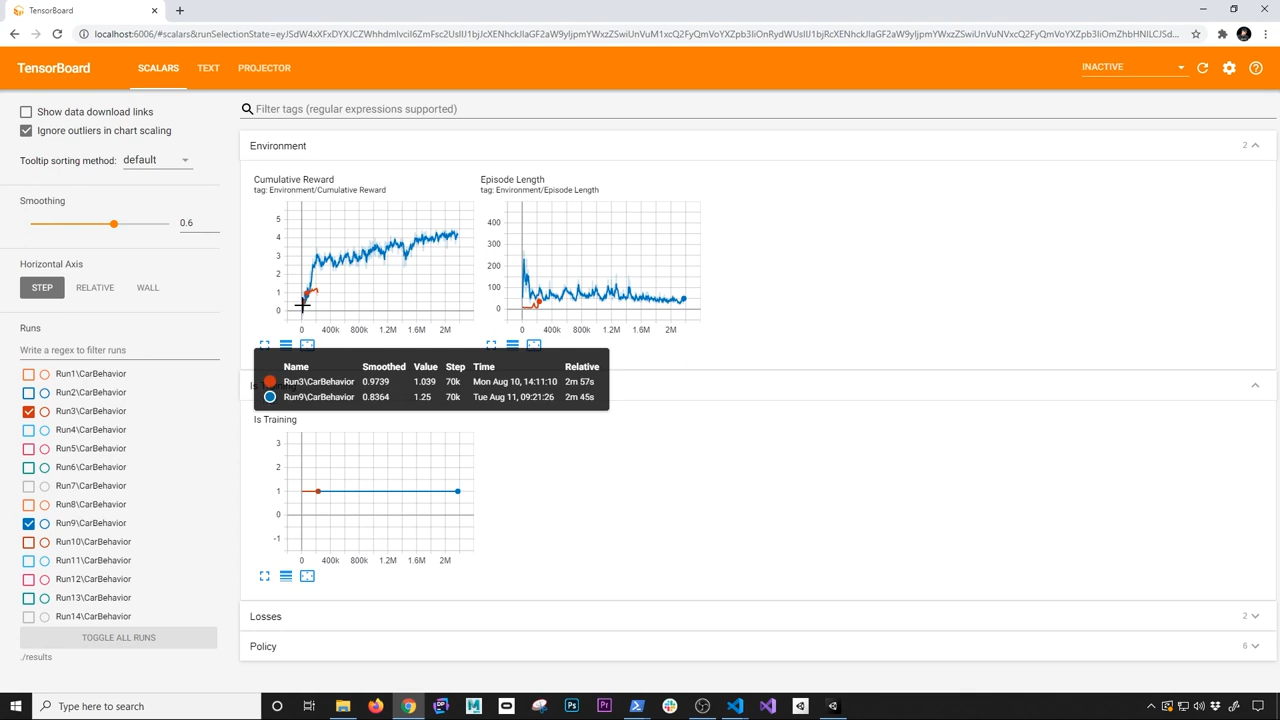 TensorBoard
localhost:6006/#scalars&runSelectionState=
TensorBoard
SCALARS
TEXT
PROJECTOR
INACTIVE
Show data download links
Ignore outliers in chart scaling
Tooltip sorting method: default
Smoothing
0.6
Horizontal Axis
STEP RELATIVE WALL
Runs
Write a regex to filter runs
Run1\CarBehavior
Run2\CarBehavior
Run3\CarBehavior
Run4\CarBehavior
Run5\CarBehavior
Run6\CarBehavior
Run7\CarBehavior
Run8\CarBehavior
Run9\CarBehavior
Run10\CarBehavior
Run11\CarBehavior
Run12\CarBehavior
Run13\CarBehavior
Run14\CarBehavior
TOGGLE ALL RUNS
./results
Filter tags (regular expressions supported)
Environment
2
Cumulative Reward
tag: Environment/Cumulative Reward
5
4
3
2
1
0
0 400k 800k 1.2M 1.6M 2M
Episode Length
tag: Environment/Episode Length
400
300
200
100
0
0 400k 800k 1.2M 1.6M 2M
Name Smoothed Value Step Time Relative
Run3\CarBehavior 0.9739 1.039 70k Mon Aug 10, 14:11:10 2m 57s
Run9\CarBehavior 0.8364 1.25 70k Tue Aug 11, 09:21:26 2m 45s
Is Training
Is Training
3
2
1
0
-1
0 400k 800k 1.2M 1.6M 2M
Losses
2
Policy
6
Type here to search